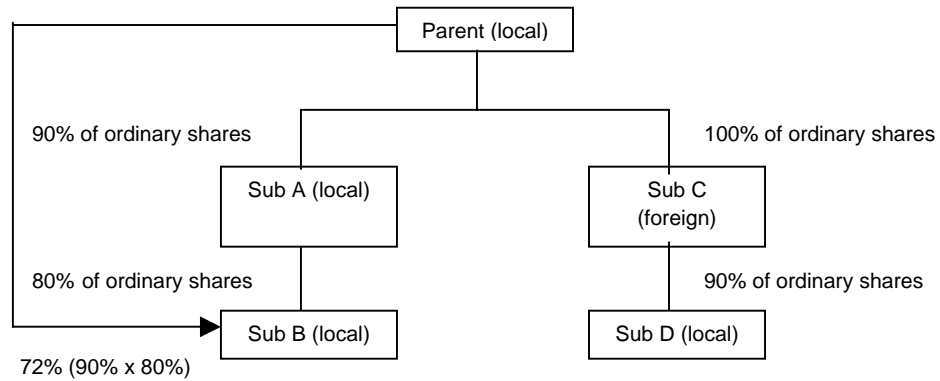 Parent (local)
90% of ordinary shares
100% of ordinary shares
Sub A (local)
Sub C
(foreign)
80% of ordinary shares
90% of ordinary shares
Sub B (local)
Sub D (local)
72% (90% x 80%)